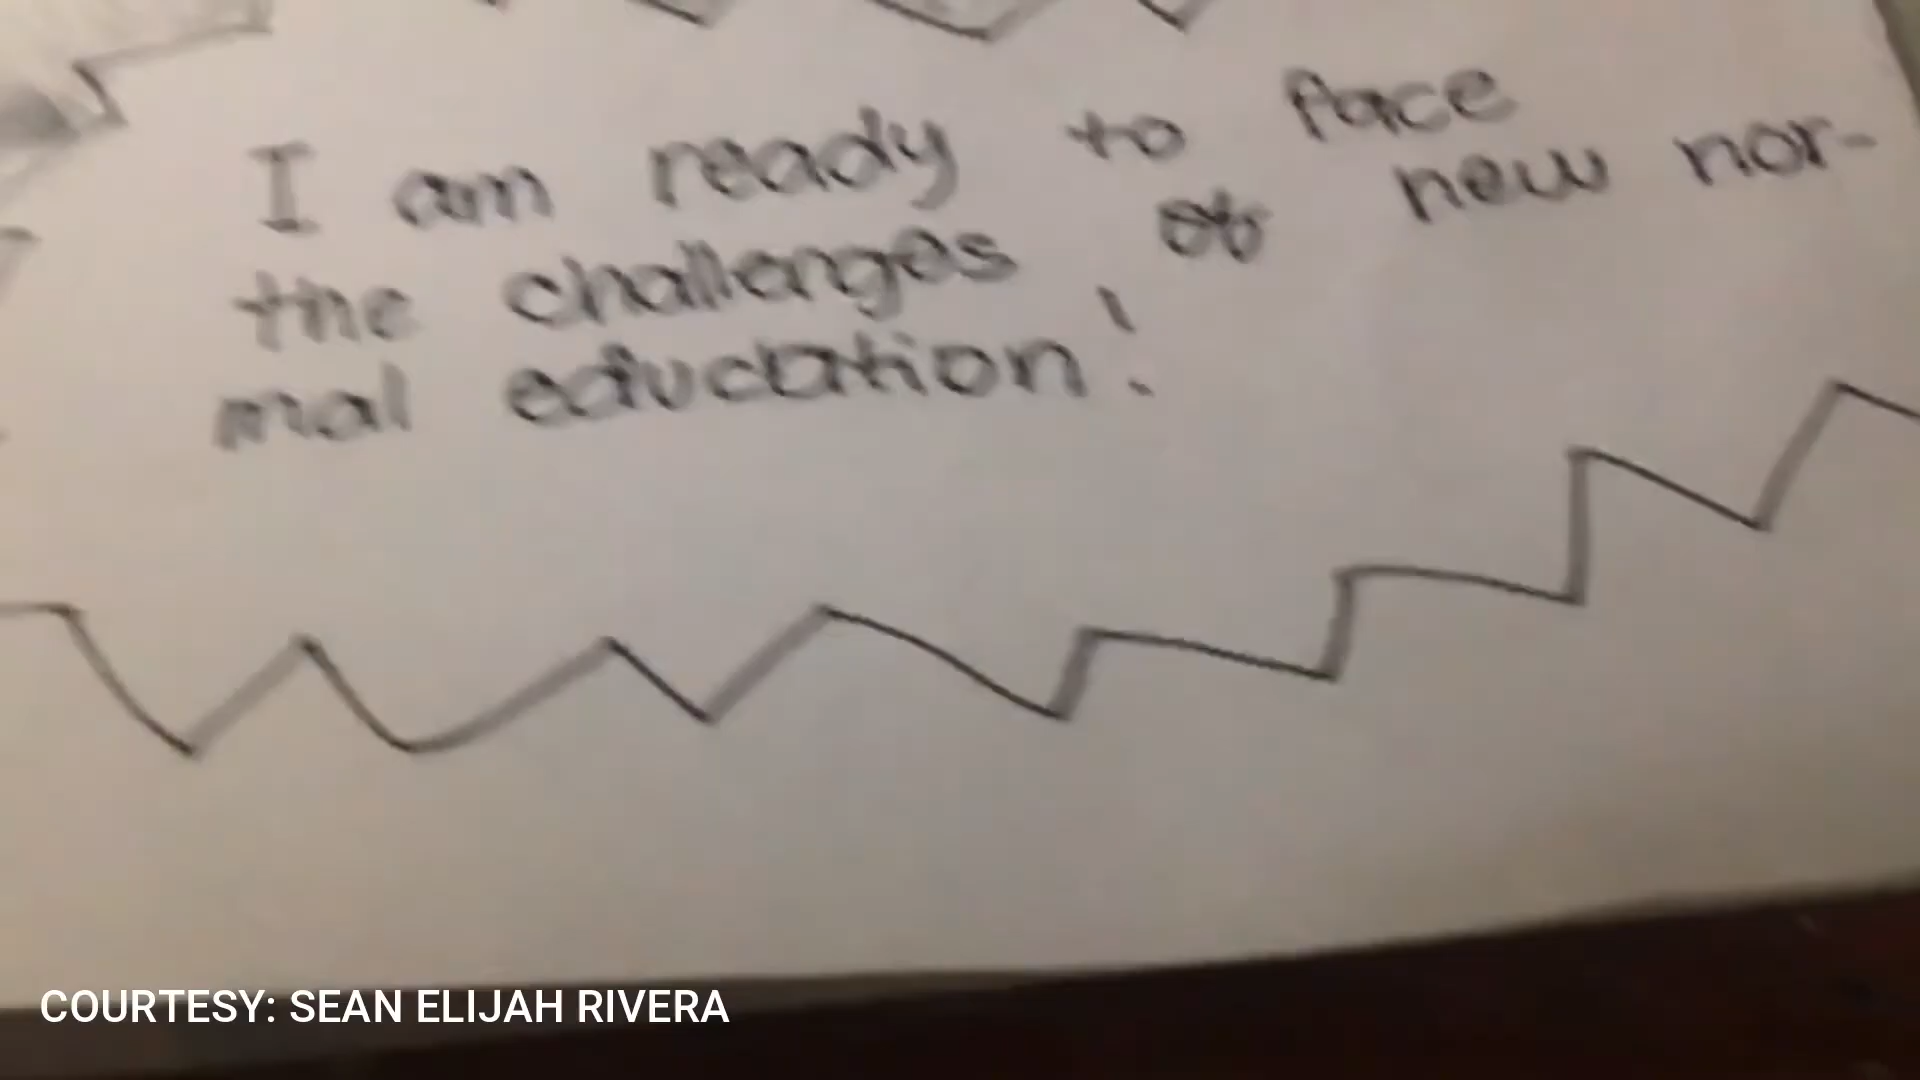 I am ready to face
the challenges of new nor-
mal education!
COURTESY: SEAN ELIJAH RIVERA